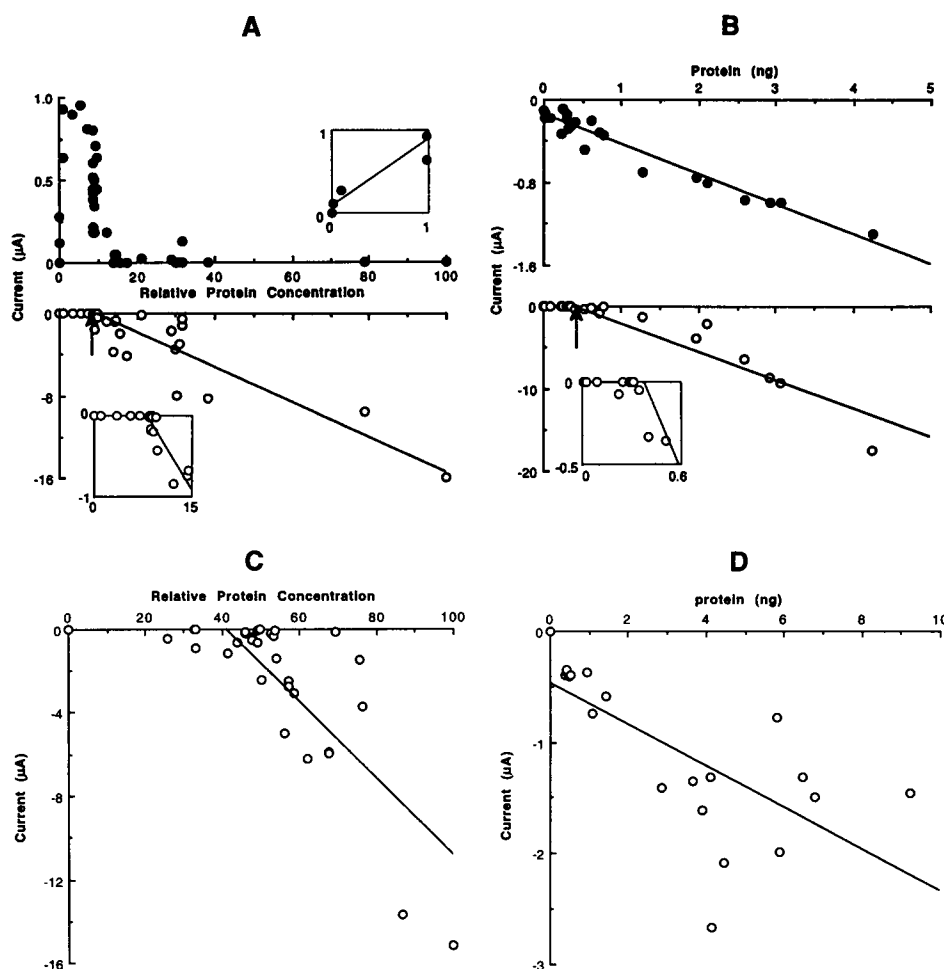 A
B
Protein (ng)
0 1 2 3 4 5
1.0
0.5
0
1
0
0 1
0
-0.8
-1.6
Current (μA)
Current (μA)
0 20 40 60 80 100
Relative Protein Concentration
0
-8
-16
0
-1
0 15
0
-10
-20
0
-0.5
0 0.6
C
D
Relative Protein Concentration
protein (ng)
0 20 40 60 80 100
0 2 4 6 8 10
0
-4
-8
-12
-16
Current (μA)
0
-1
-2
-3
Current (μA)